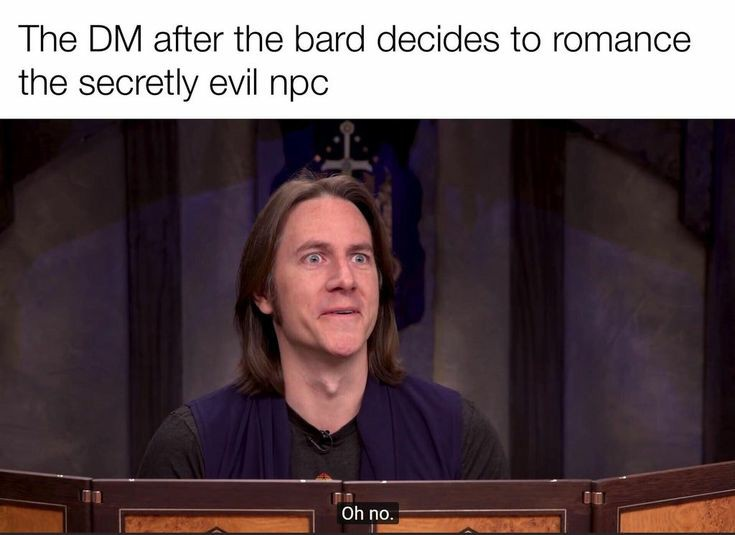 The DM after the bard decides to romance
the secretly evil npc
Oh no.